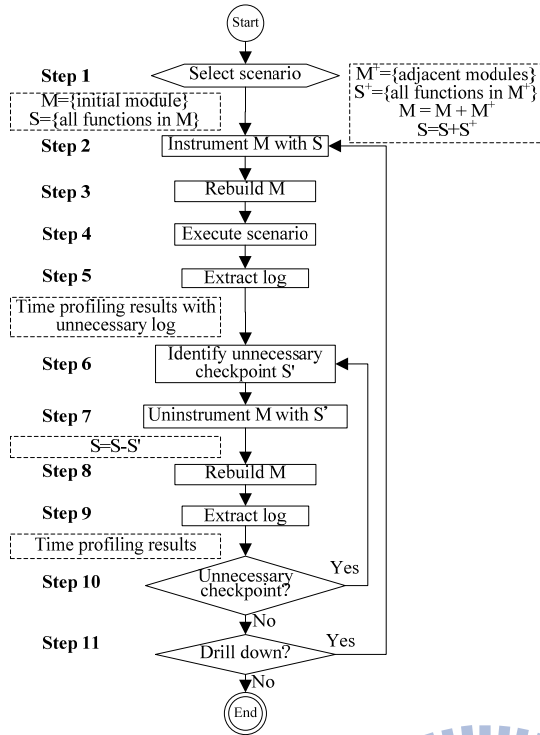 Start
Step 1
Select scenario
M={initial module}
S={all functions in M}
M+={adjacent modules}
S+={all functions in M+}
M = M + M+
S=S+S+
Step 2
Instrument M with S
Step 3
Rebuild M
Step 4
Execute scenario
Step 5
Extract log
Time profiling results with
unnecessary log
Step 6
Identify unnecessary
checkpoint S'
Step 7
Uninstrument M with S’
S=S-S'
Step 8
Rebuild M
Step 9
Extract log
Time profiling results
Step 10
Unnecessary
checkpoint?
Yes
No
Step 11
Drill down?
Yes
No
End